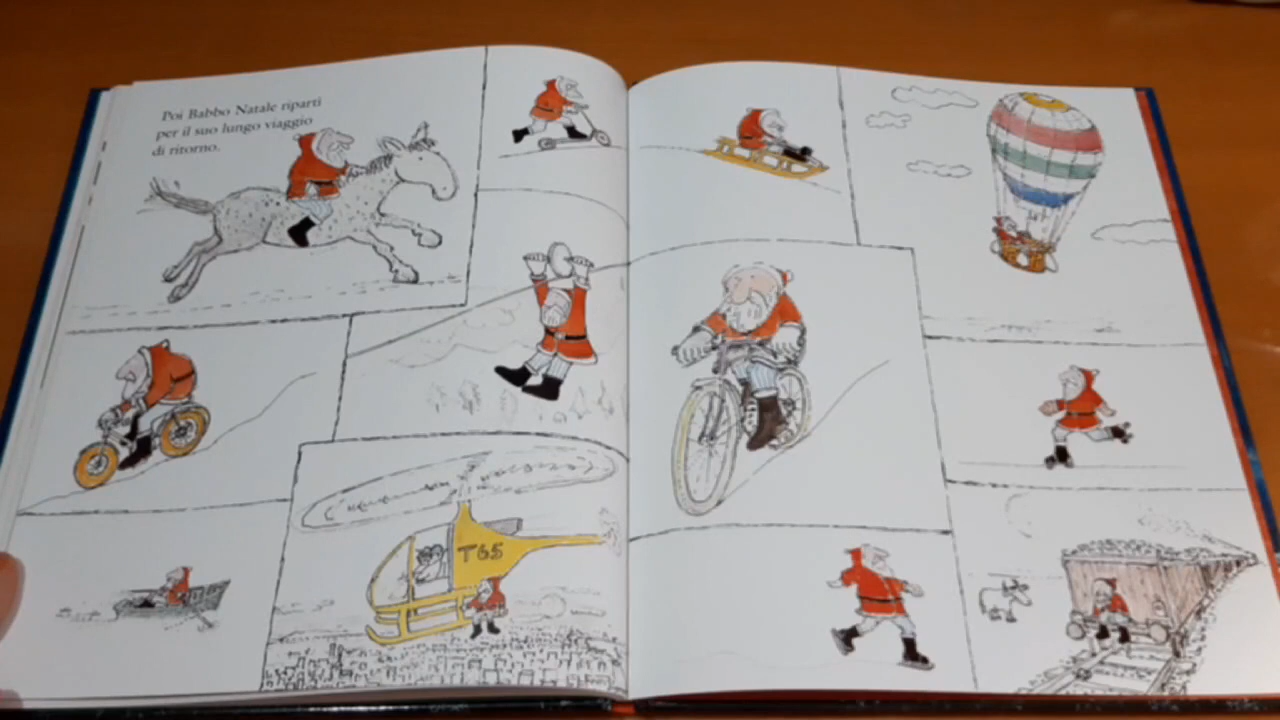 Poi Babbo Natale ripartì
per il suo lungo viaggio
di ritorno.
T65